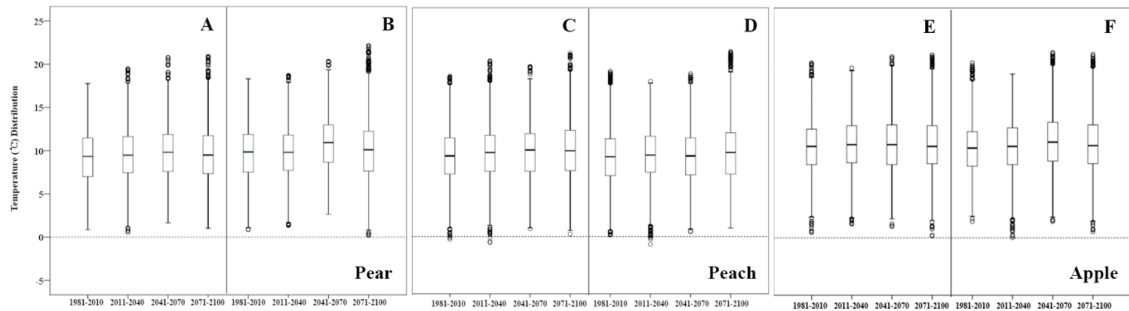 A B C D E F
25
20
15
10
5
0
-5
Temperature (℃) Distribution
Pear Peach Apple
1981-2010 2011-2040 2041-2070 2071-2100 1981-2010 2011-2040 2041-2070 2071-2100 1981-2010 2011-2040 2041-2070 2071-2100 1981-2010 2011-2040 2041-2070 2071-2100 1981-2010 2011-2040 2041-2070 2071-2100 1981-2010 2011-2040 2041-2070 2071-2100